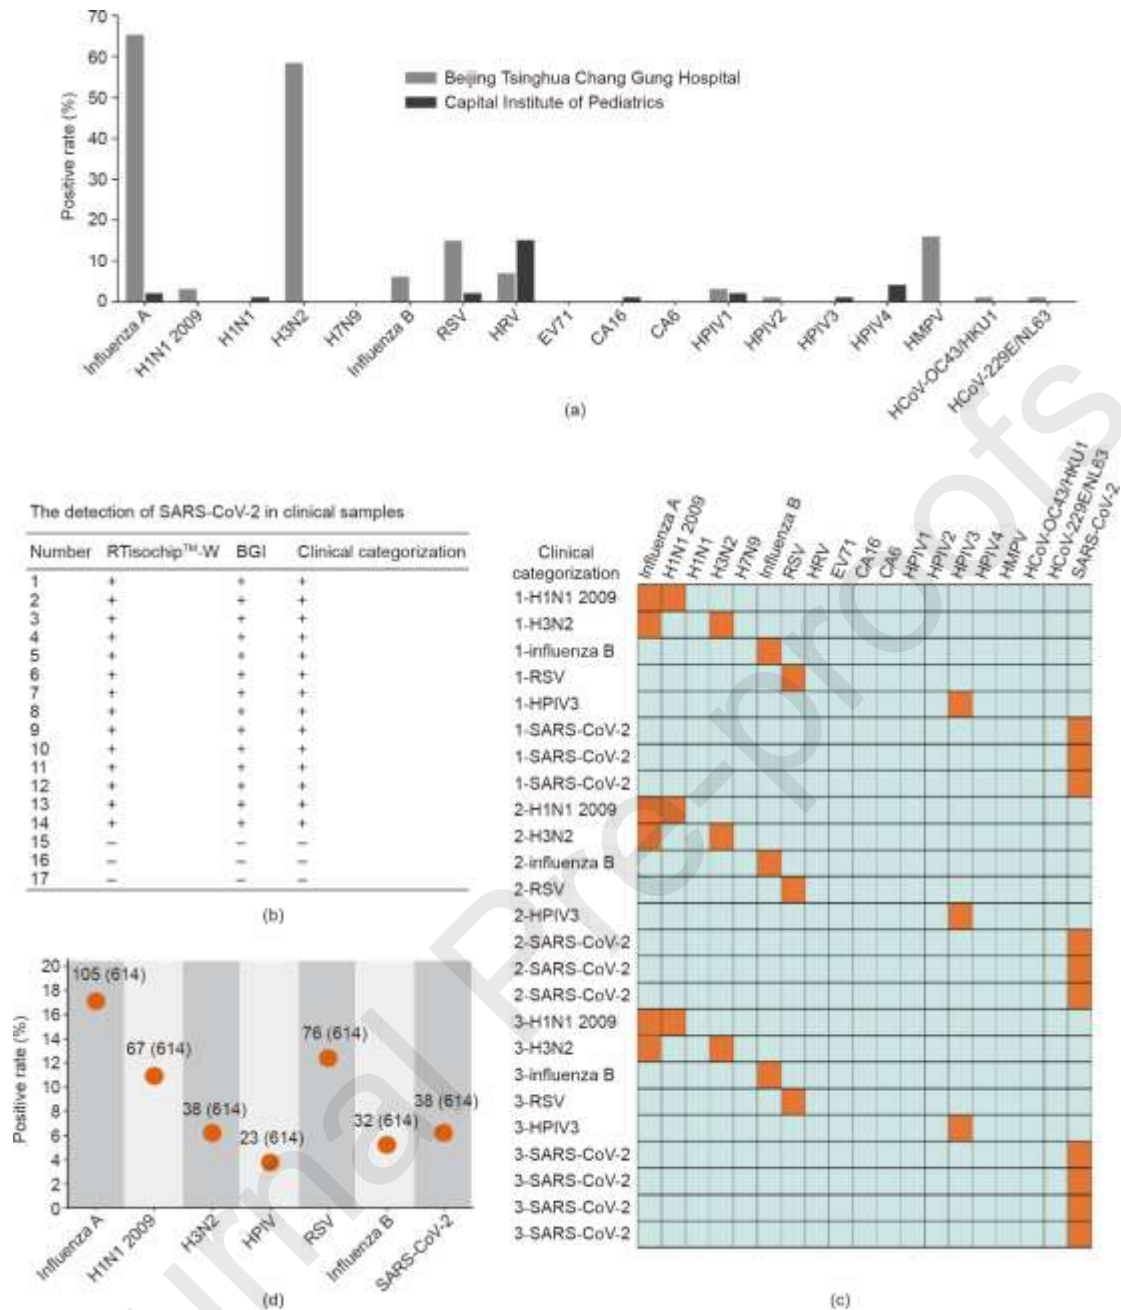 70
60
50
40
30
20
10
0
Positive rate (%)
Beijing Tsinghua Chang Gung Hospital
Capital Institute of Pediatrics
Influenza A
H1N1 2009
H1N1
H3N2
H7N9
Influenza B
RSV
HRV
EV71
CA16
CA6
HPIV1
HPIV2
HPIV3
HPIV4
HMPV
HCoV-OC43/HKU1
HCoV-229E/NL63
(a)
The detection of SARS-CoV-2 in clinical samples
Number RTisochip™-W BGI Clinical categorization
1 + + +
2 + + +
3 + + +
4 + + +
5 + + +
6 + + +
7 + + +
8 + + +
9 + + +
10 + + +
11 + + +
12 + + +
13 + + +
14 + + +
15 – – –
16 – – –
17 – – –
(b)
Clinical
categorization
Influenza A
H1N1 2009
H1N1
H3N2
H7N9
Influenza B
RSV
HRV
EV71
CA16
CA6
HPIV1
HPIV2
HPIV3
HPIV4
HMPV
HCoV-OC43/HKU1
HCoV-229E/NL63
SARS-CoV-2
1-H1N1 2009
1-H3N2
1-influenza B
1-RSV
1-HPIV3
1-SARS-CoV-2
1-SARS-CoV-2
1-SARS-CoV-2
2-H1N1 2009
2-H3N2
2-influenza B
2-RSV
2-HPIV3
2-SARS-CoV-2
2-SARS-CoV-2
2-SARS-CoV-2
3-H1N1 2009
3-H3N2
3-influenza B
3-RSV
3-HPIV3
3-SARS-CoV-2
3-SARS-CoV-2
3-SARS-CoV-2
3-SARS-CoV-2
(c)
20
18
16
14
12
10
8
6
4
2
0
Positive rate (%)
105 (614)
67 (614)
38 (614)
23 (614)
76 (614)
32 (614)
38 (614)
Influenza A
H1N1 2009
H3N2
HPIV
RSV
Influenza B
SARS-CoV-2
(d)
urnal Pre-proofs